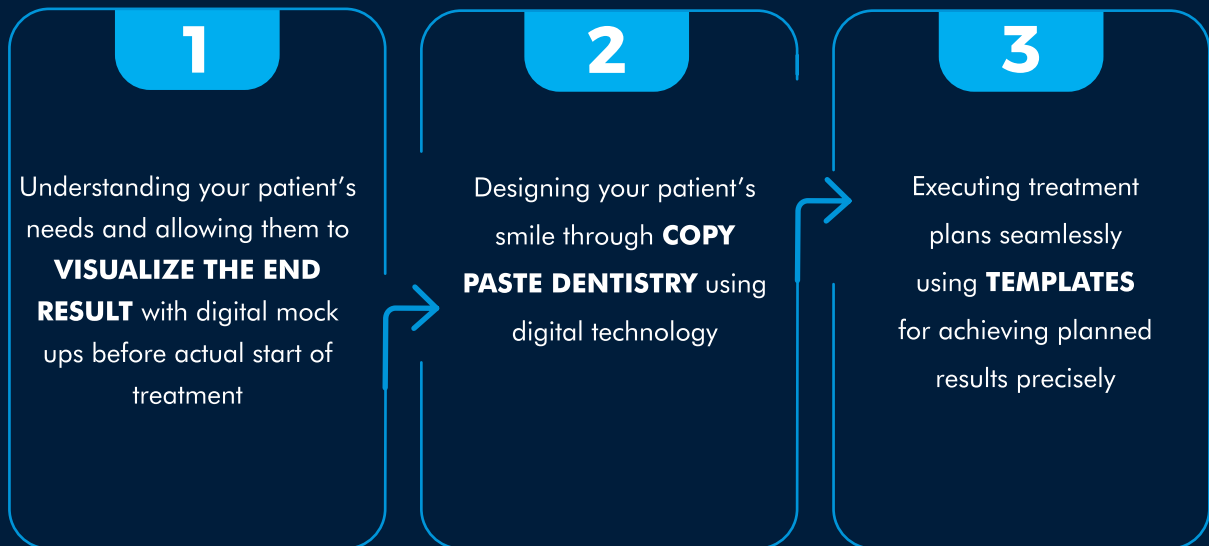 1
Understanding your patient’s
needs and allowing them to
VISUALIZE THE END
RESULT with digital mock
ups before actual start of
treatment
2
Designing your patient’s
smile through COPY
PASTE DENTISTRY using
digital technology
3
Executing treatment
plans seamlessly
using TEMPLATES
for achieving planned
results precisely